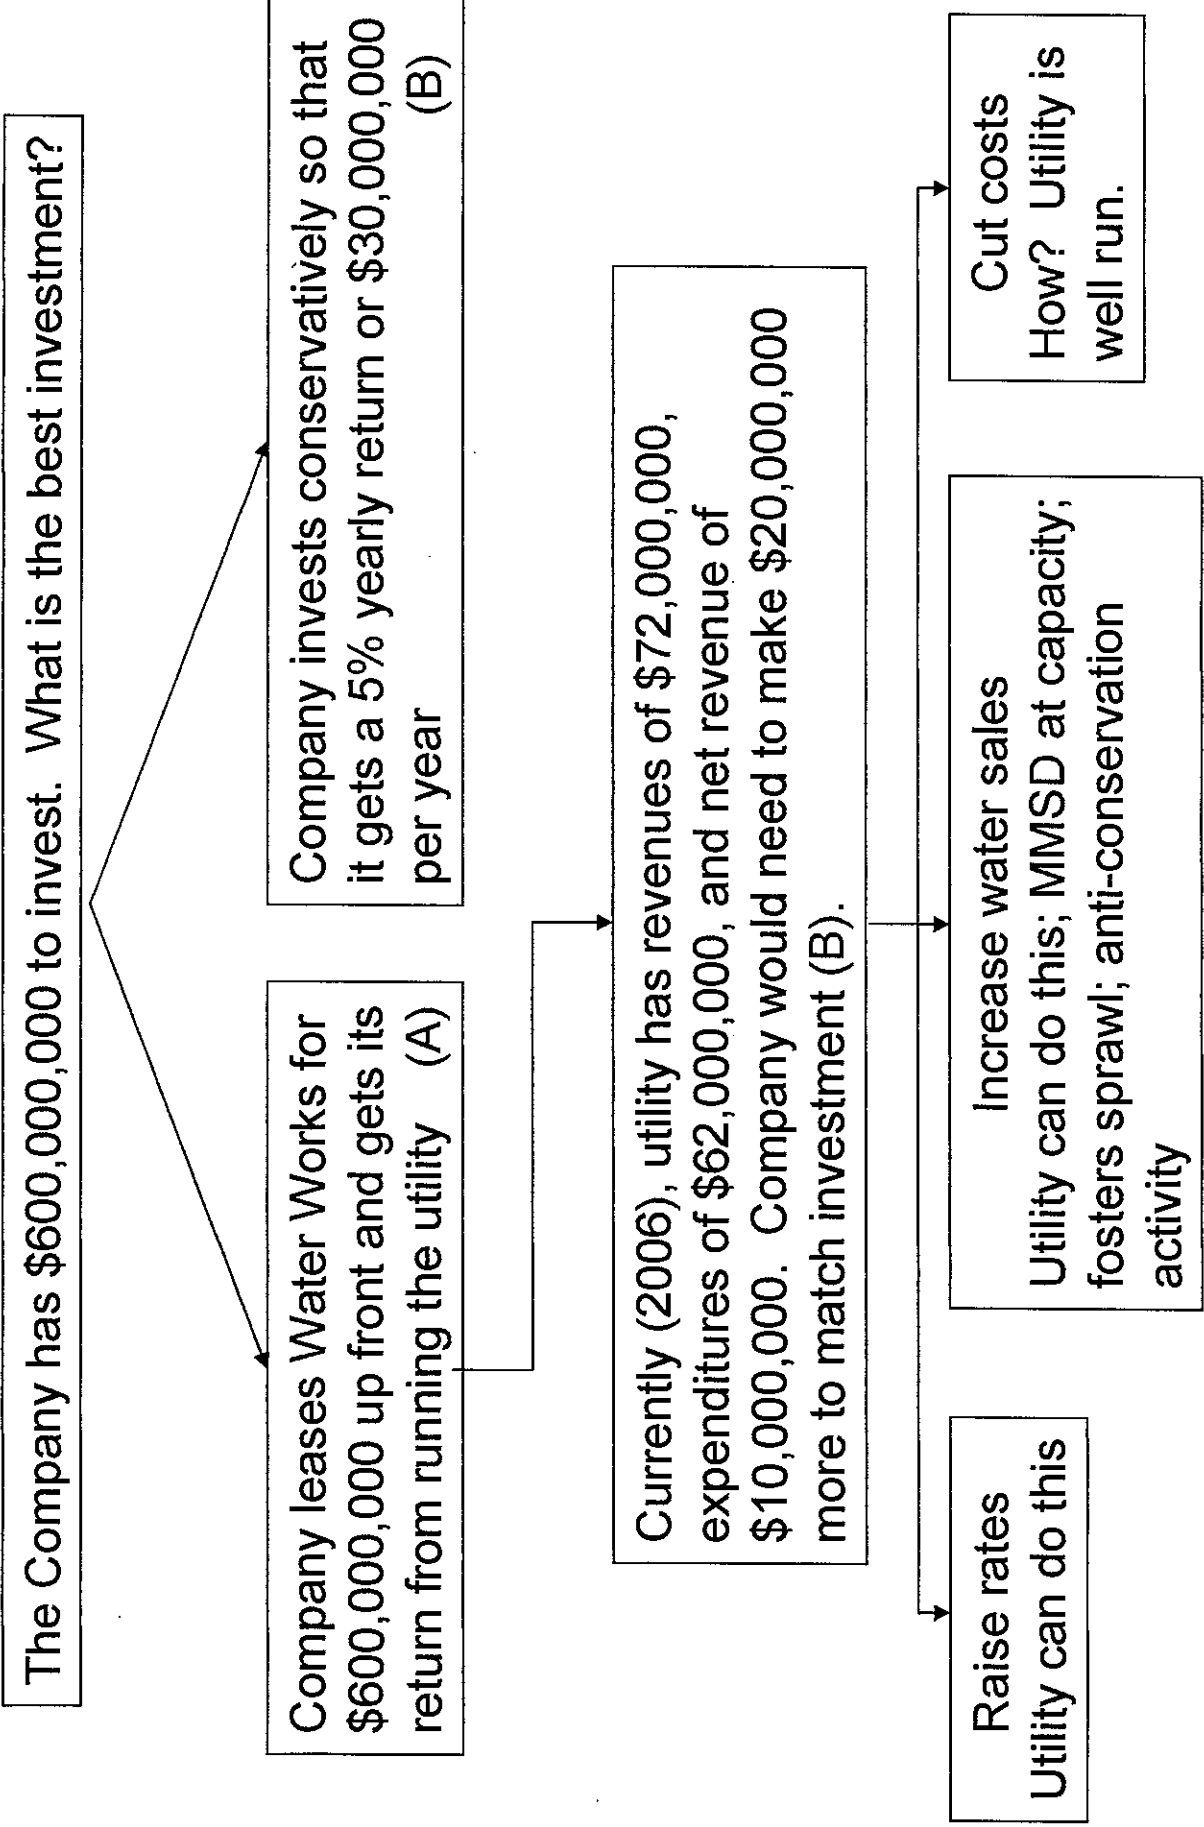 The Company has $600,000,000 to invest.  What is the best investment?
Company leases Water Works for
$600,000,000 up front and gets its
return from running the utility (A)
Company invests conservatively so that
it gets a 5% yearly return or $30,000,000
per year (B)
Currently (2006), utility has revenues of $72,000,000,
expenditures of $62,000,000, and net revenue of
$10,000,000.  Company would need to make $20,000,000
more to match investment (B).
Raise rates
Utility can do this
Increase water sales
Utility can do this; MMSD at capacity;
fosters sprawl; anti-conservation
activity
Cut costs
How?  Utility is
well run.